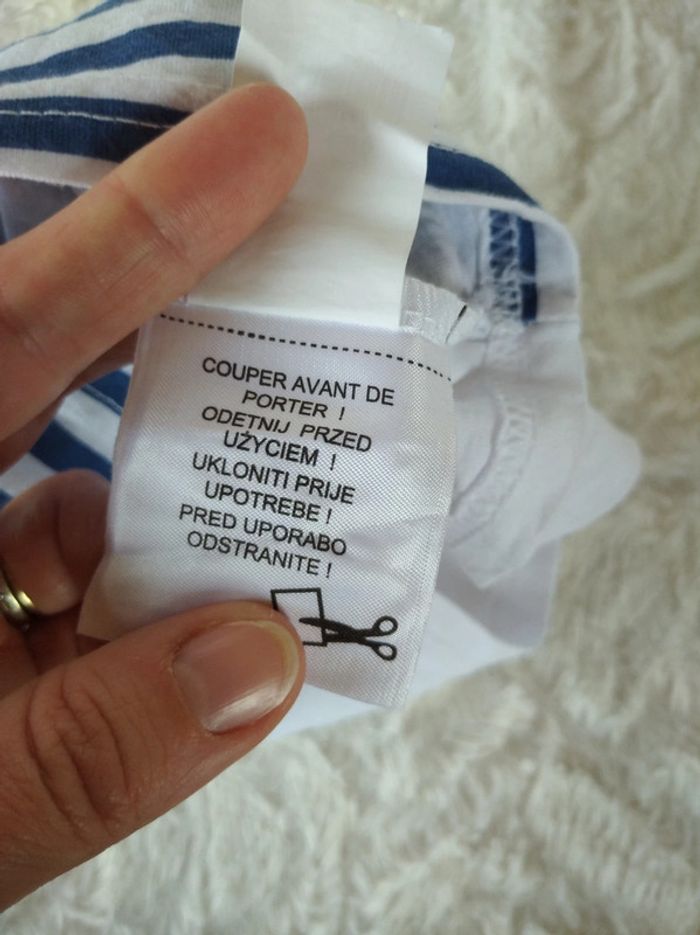 COUPER AVANT DE
PORTER !
ODETNIJ PRZED
UŻYCIEM !
UKLONITI PRIJE
UPOTREBE !
PRED UPORABO
ODSTRANITE !